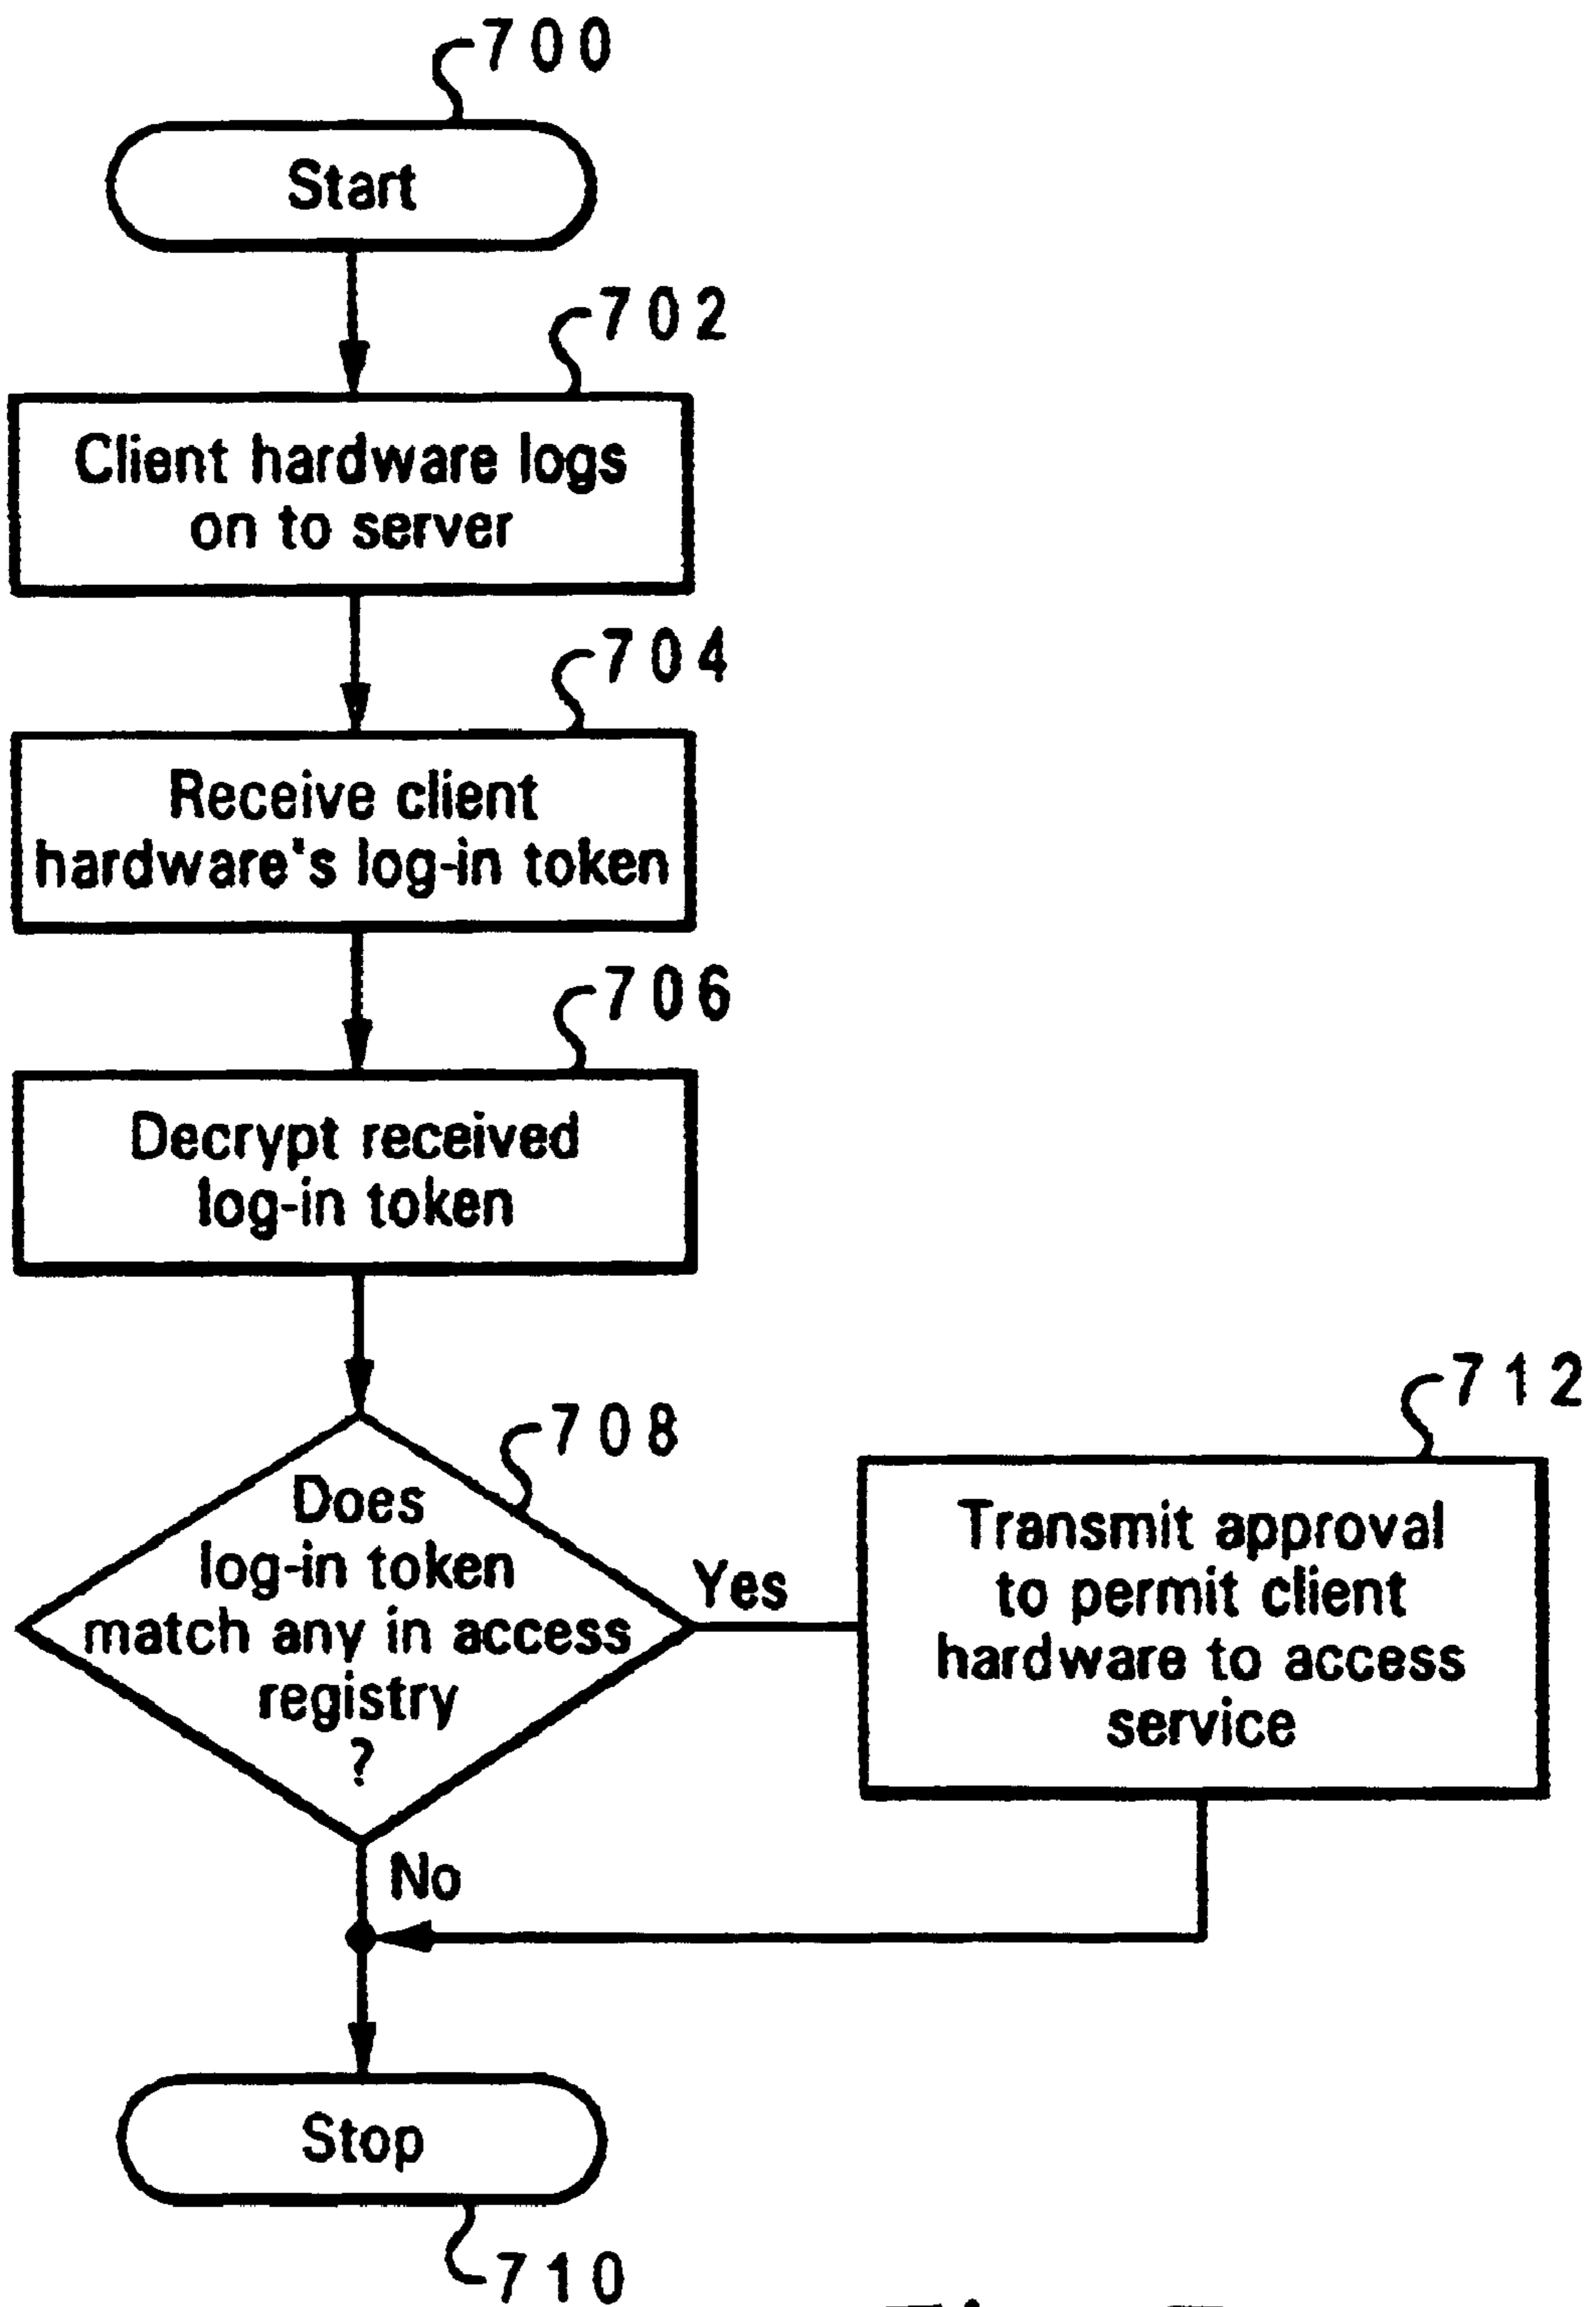 700
Start
702
Client hardware logs
on to server
704
Receive client
hardware's log-in token
706
Decrypt received
log-in token
708
Does
log-in token
match any in access
registry
?
Yes
712
Transmit approval
to permit client
hardware to access
service
No
Stop
710